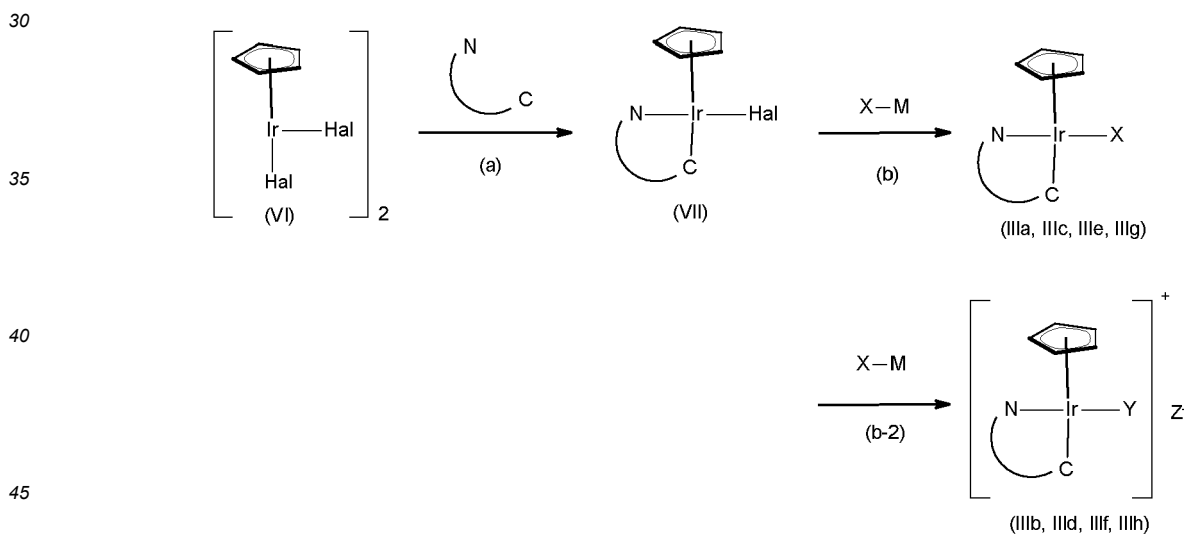 30
N
C
Ir
Hal
Hal
2
(VI)
(a)
N
Ir
Hal
C
(VII)
X–M
(b)
N
Ir
X
C
(IIIa, IIIc, IIIe, IIIg)
35
40
X–M
(b-2)
N
Ir
Y
C
+
Z-
(IIIb, IIId, IIIf, IIIh)
45